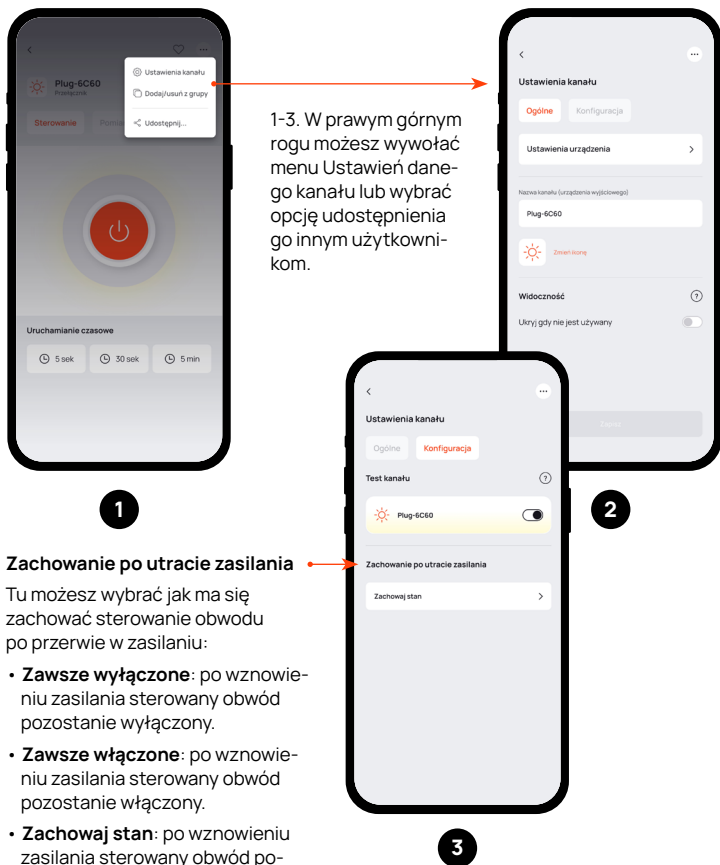 Plug-6C60
Przełącznik
Sterowanie
Ustawienia kanału
Dodaj/usuń z grupy
Udostępnij...
Uruchamianie czasowe
5 sek
30 sek
5 min
1
1-3. W prawym górnym
rogu możesz wywołać
menu Ustawień dane-
go kanału lub wybrać
opcję udostępnienia
go innym użytkowni-
kom.
Ustawienia kanału
Ogólne
Konfiguracja
Ustawienia urządzenia
Nazwa kanału (urządzenia wyjściowego)
Plug-6C60
Zmień ikonę
Widoczność
?
Ukryj gdy nie jest używany
Zapisz
2
Ustawienia kanału
Ogólne
Konfiguracja
Test kanału
?
Plug-6C60
Zachowanie po utracie zasilania
Zachowaj stan
3
Zachowanie po utracie zasilania
Tu możesz wybrać jak ma się
zachować sterowanie obwodu
po przerwie w zasilaniu:
• Zawsze wyłączone: po wznowie-
niu zasilania sterowany obwód
pozostanie wyłączony.
• Zawsze włączone: po wznowie-
niu zasilania sterowany obwód
pozostanie włączony.
• Zachowaj stan: po wznowieniu
zasilania sterowany obwód po-